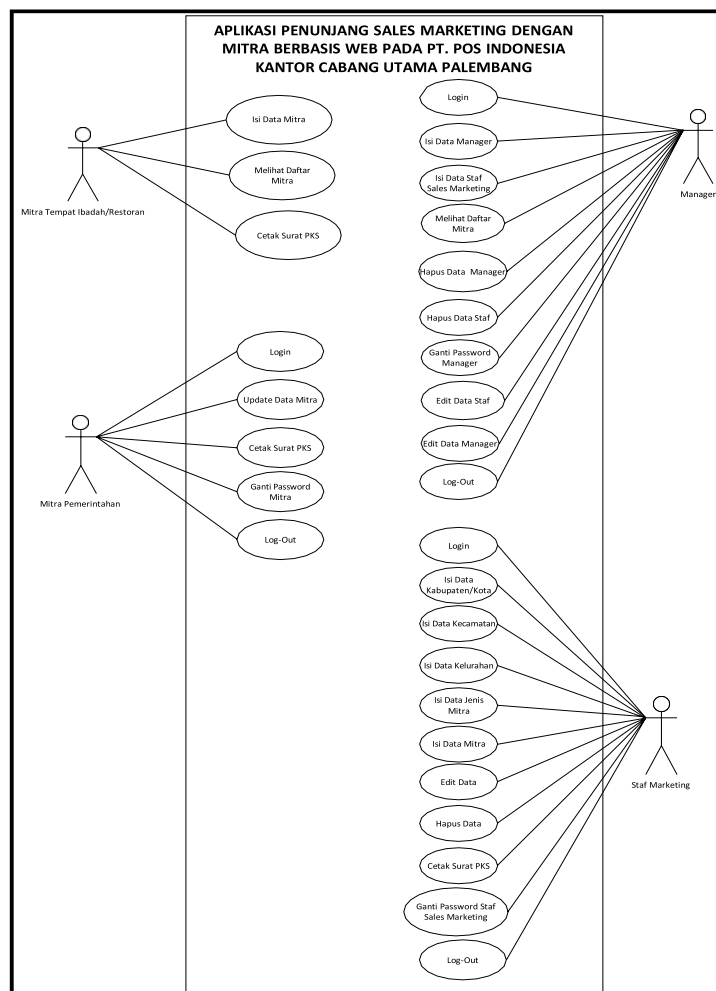 APLIKASI PENUNJANG SALES MARKETING DENGAN
MITRA BERBASIS WEB PADA PT. POS INDONESIA
KANTOR CABANG UTAMA PALEMBANG
Isi Data Mitra
Melihat Daftar
Mitra
Cetak Surat PKS
Mitra Tempat Ibadah/Restoran
Login
Update Data Mitra
Cetak Surat PKS
Ganti Password
Mitra
Log-Out
Mitra Pemerintahan
Login
Isi Data Manager
Isi Data Staf
Sales Marketing
Melihat Daftar
Mitra
Hapus Data  Manager
Hapus Data Staf
Ganti Password
Manager
Edit Data Staf
Edit Data Manager
Log-Out
Manager
Login
Isi Data
Kabupaten/Kota
Isi Data Kecamatan
Isi Data Kelurahan
Isi Data Jenis
Mitra
Isi Data Mitra
Edit Data
Hapus Data
Cetak Surat PKS
Ganti Password Staf
Sales Marketing
Log-Out
Staf Marketing